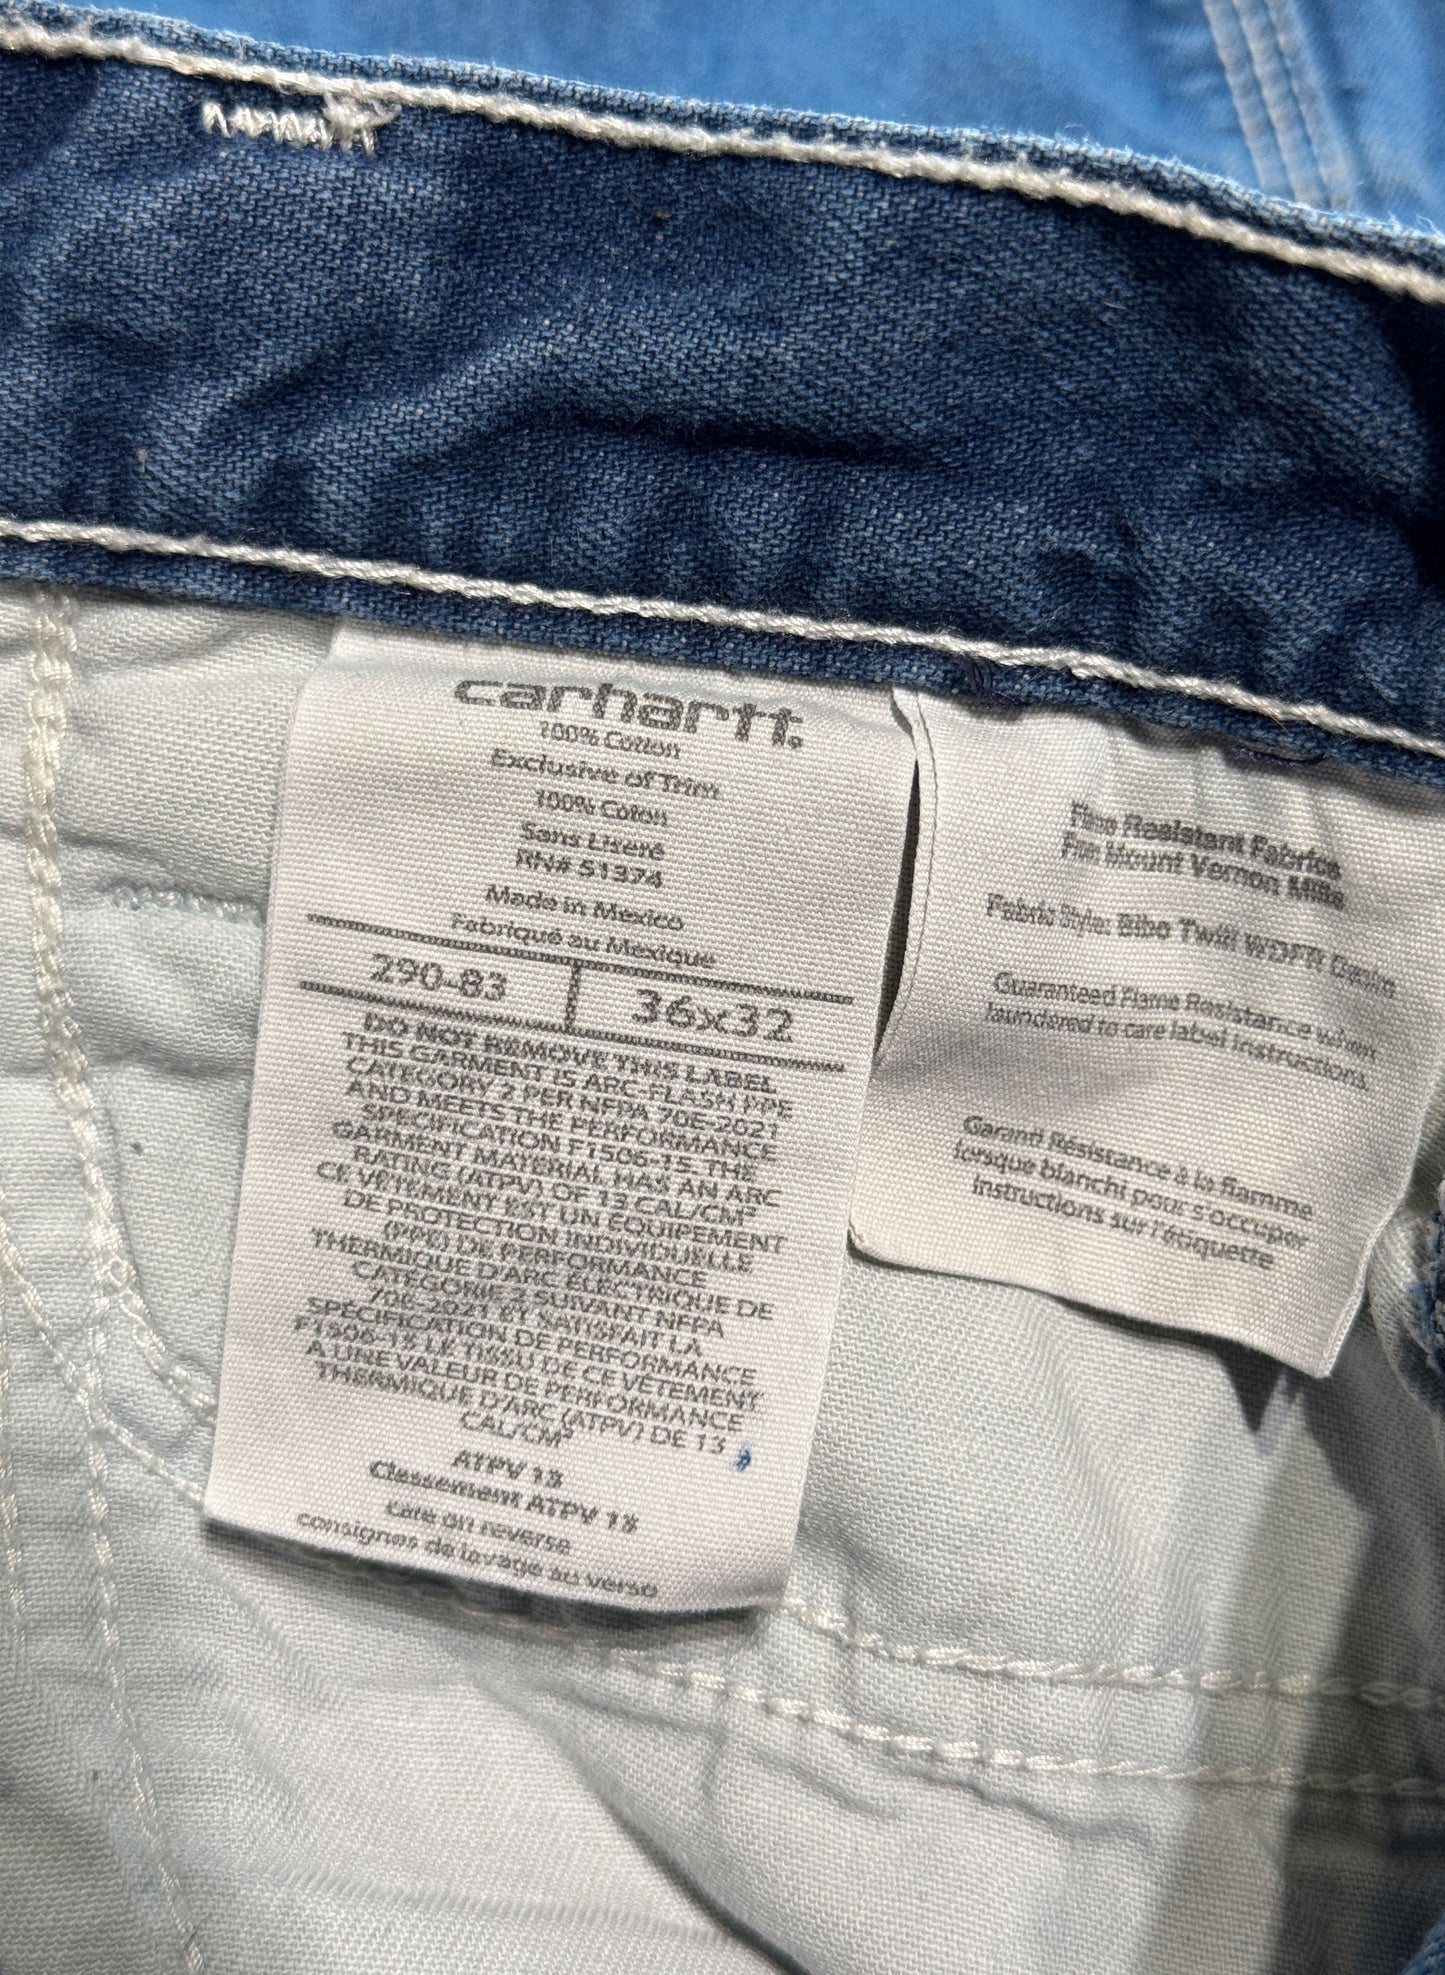 carhartt.
100% Cotton
Exclusive of Trim
100% Coton
Sans Liseré
RN# 51374
Made in Mexico
Fabriqué au Mexique
290-83 36x32
DO NOT REMOVE THIS LABEL
THIS GARMENT IS ARC-FLASH PPE
CATEGORY 2 PER NFPA 70E-2021
AND MEETS THE PERFORMANCE
SPECIFICATION F1506-15. THE
GARMENT MATERIAL HAS AN ARC
RATING (ATPV) OF 13 CAL/CM²
CE VÊTEMENT EST UN ÉQUIPEMENT
DE PROTECTION INDIVIDUELLE
(PPE) DE PERFORMANCE
THERMIQUE D'ARC ÉLECTRIQUE DE
CATÉGORIE 2 SUIVANT NFPA
70E-2021 ET SATISFAIT LA
SPÉCIFICATION DE PERFORMANCE
F1506-15 LE TISSU DE CE VÊTEMENT
A UNE VALEUR DE PERFORMANCE
THERMIQUE D'ARC (ATPV) DE 13
CAL/CM²
ATPV 13
Classement ATPV 13
care on reverse
consignes de lavage au verso
Resistant Fabrics
Mount Vernon Mills
Fabric Style: Bibo Twill WDFR Denim
Guaranteed Flame Resistance when
laundered to care label instructions.
Garanti Résistance à la flamme
lorsque blanchi pour s'occuper
instructions sur l'étiquette